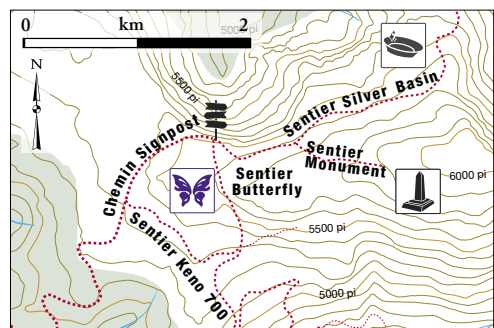 0 km 2
5000 pi
N
5500 pi
Sentier Silver Basin
Chemin Signpost
Sentier
Monument
Sentier
Butterfly
6000 pi
Sentier Keno 700
5500 pi
5000 pi